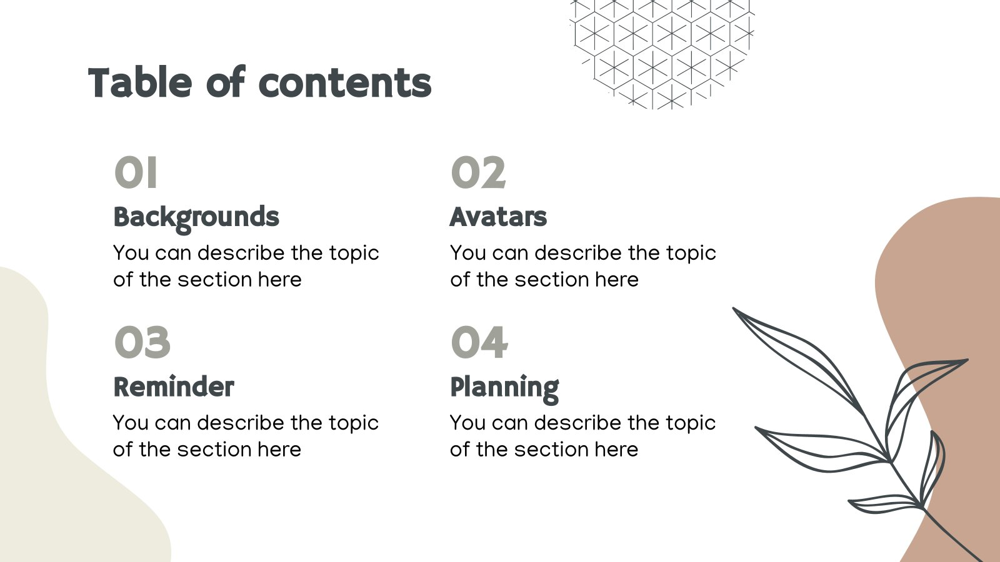 Table of contents
01
Backgrounds
You can describe the topic
of the section here
02
Avatars
You can describe the topic
of the section here
03
Reminder
You can describe the topic
of the section here
04
Planning
You can describe the topic
of the section here